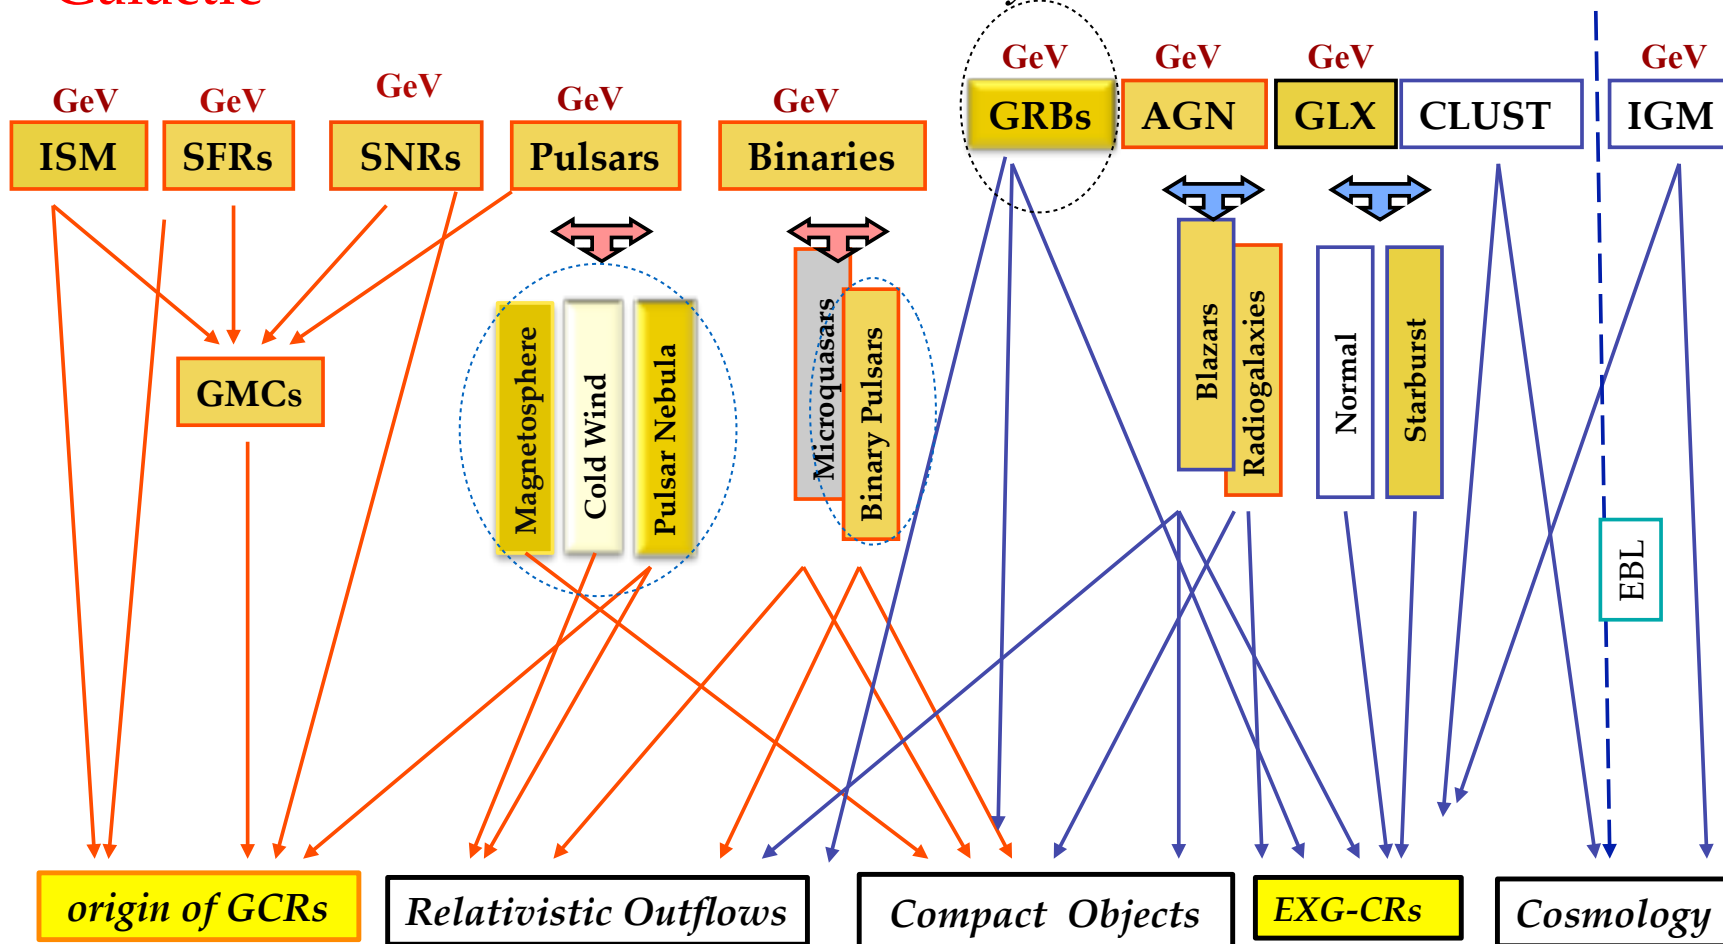 GeV GeV GeV GeV GeV GeV GeV GeV GeV
ISM SFRs SNRs Pulsars Binaries GRBs AGN GLX CLUST IGM
GMCs
Magnetosphere
Cold Wind
Pulsar Nebula
Microquasars
Binary Pulsars
Blazars
Radiogalaxies
Normal
Starburst
EBL
origin of GCRs
Relativistic Outflows
Compact Objects
EXG-CRs
Cosmology